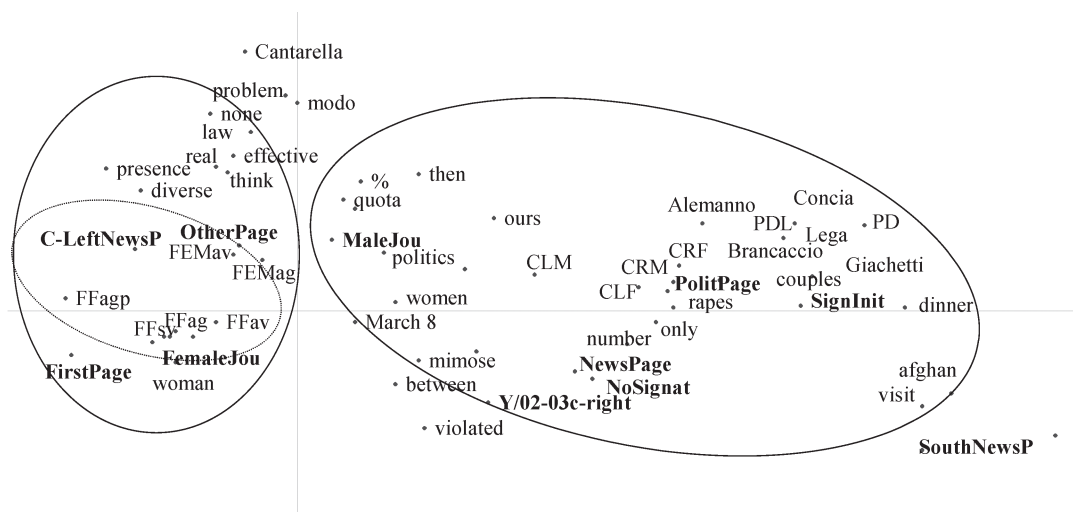 Cantarella
problem
modo
none
law
real
effective
presence
think
diverse
%
then
quota
ours
Alemanno
Concia
PDL
PD
Lega
C-LeftNewsP
OtherPage
MaleJou
FEMav
politics
CRF
Brancaccio
FEMag
CLM
CRM
Giachetti
couples
PolitPage
CLF
FFagp
women
rapes
SignInit
dinner
FFag
FFav
FFsv
March 8
only
number
FemaleJou
FirstPage
woman
mimose
NewsPage
between
NoSignat
afghan
visit
Y/02-03c-right
violated
SouthNewsP